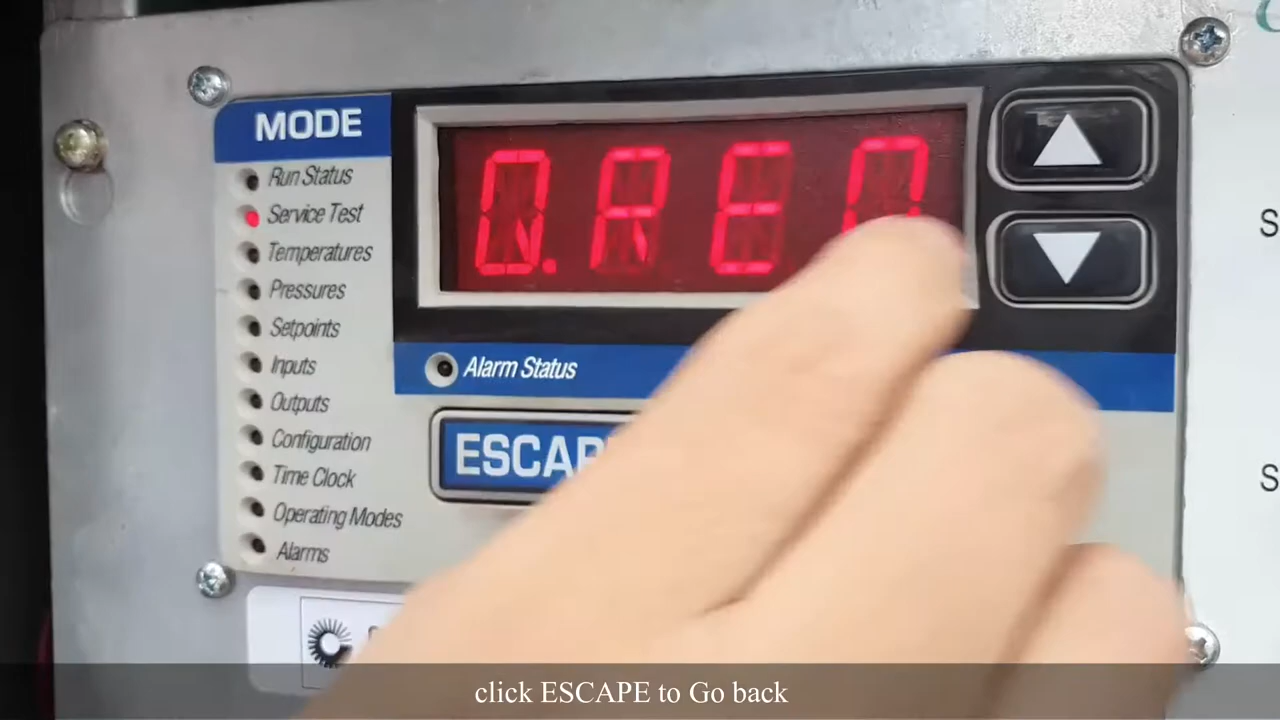 MODE
Run Status
Service Test
Temperatures
Pressures
Setpoints
Inputs
Outputs
Configuration
Time Clock
Operating Modes
Alarms
Alarm Status
ESCAP
S
S
click ESCAPE to Go back